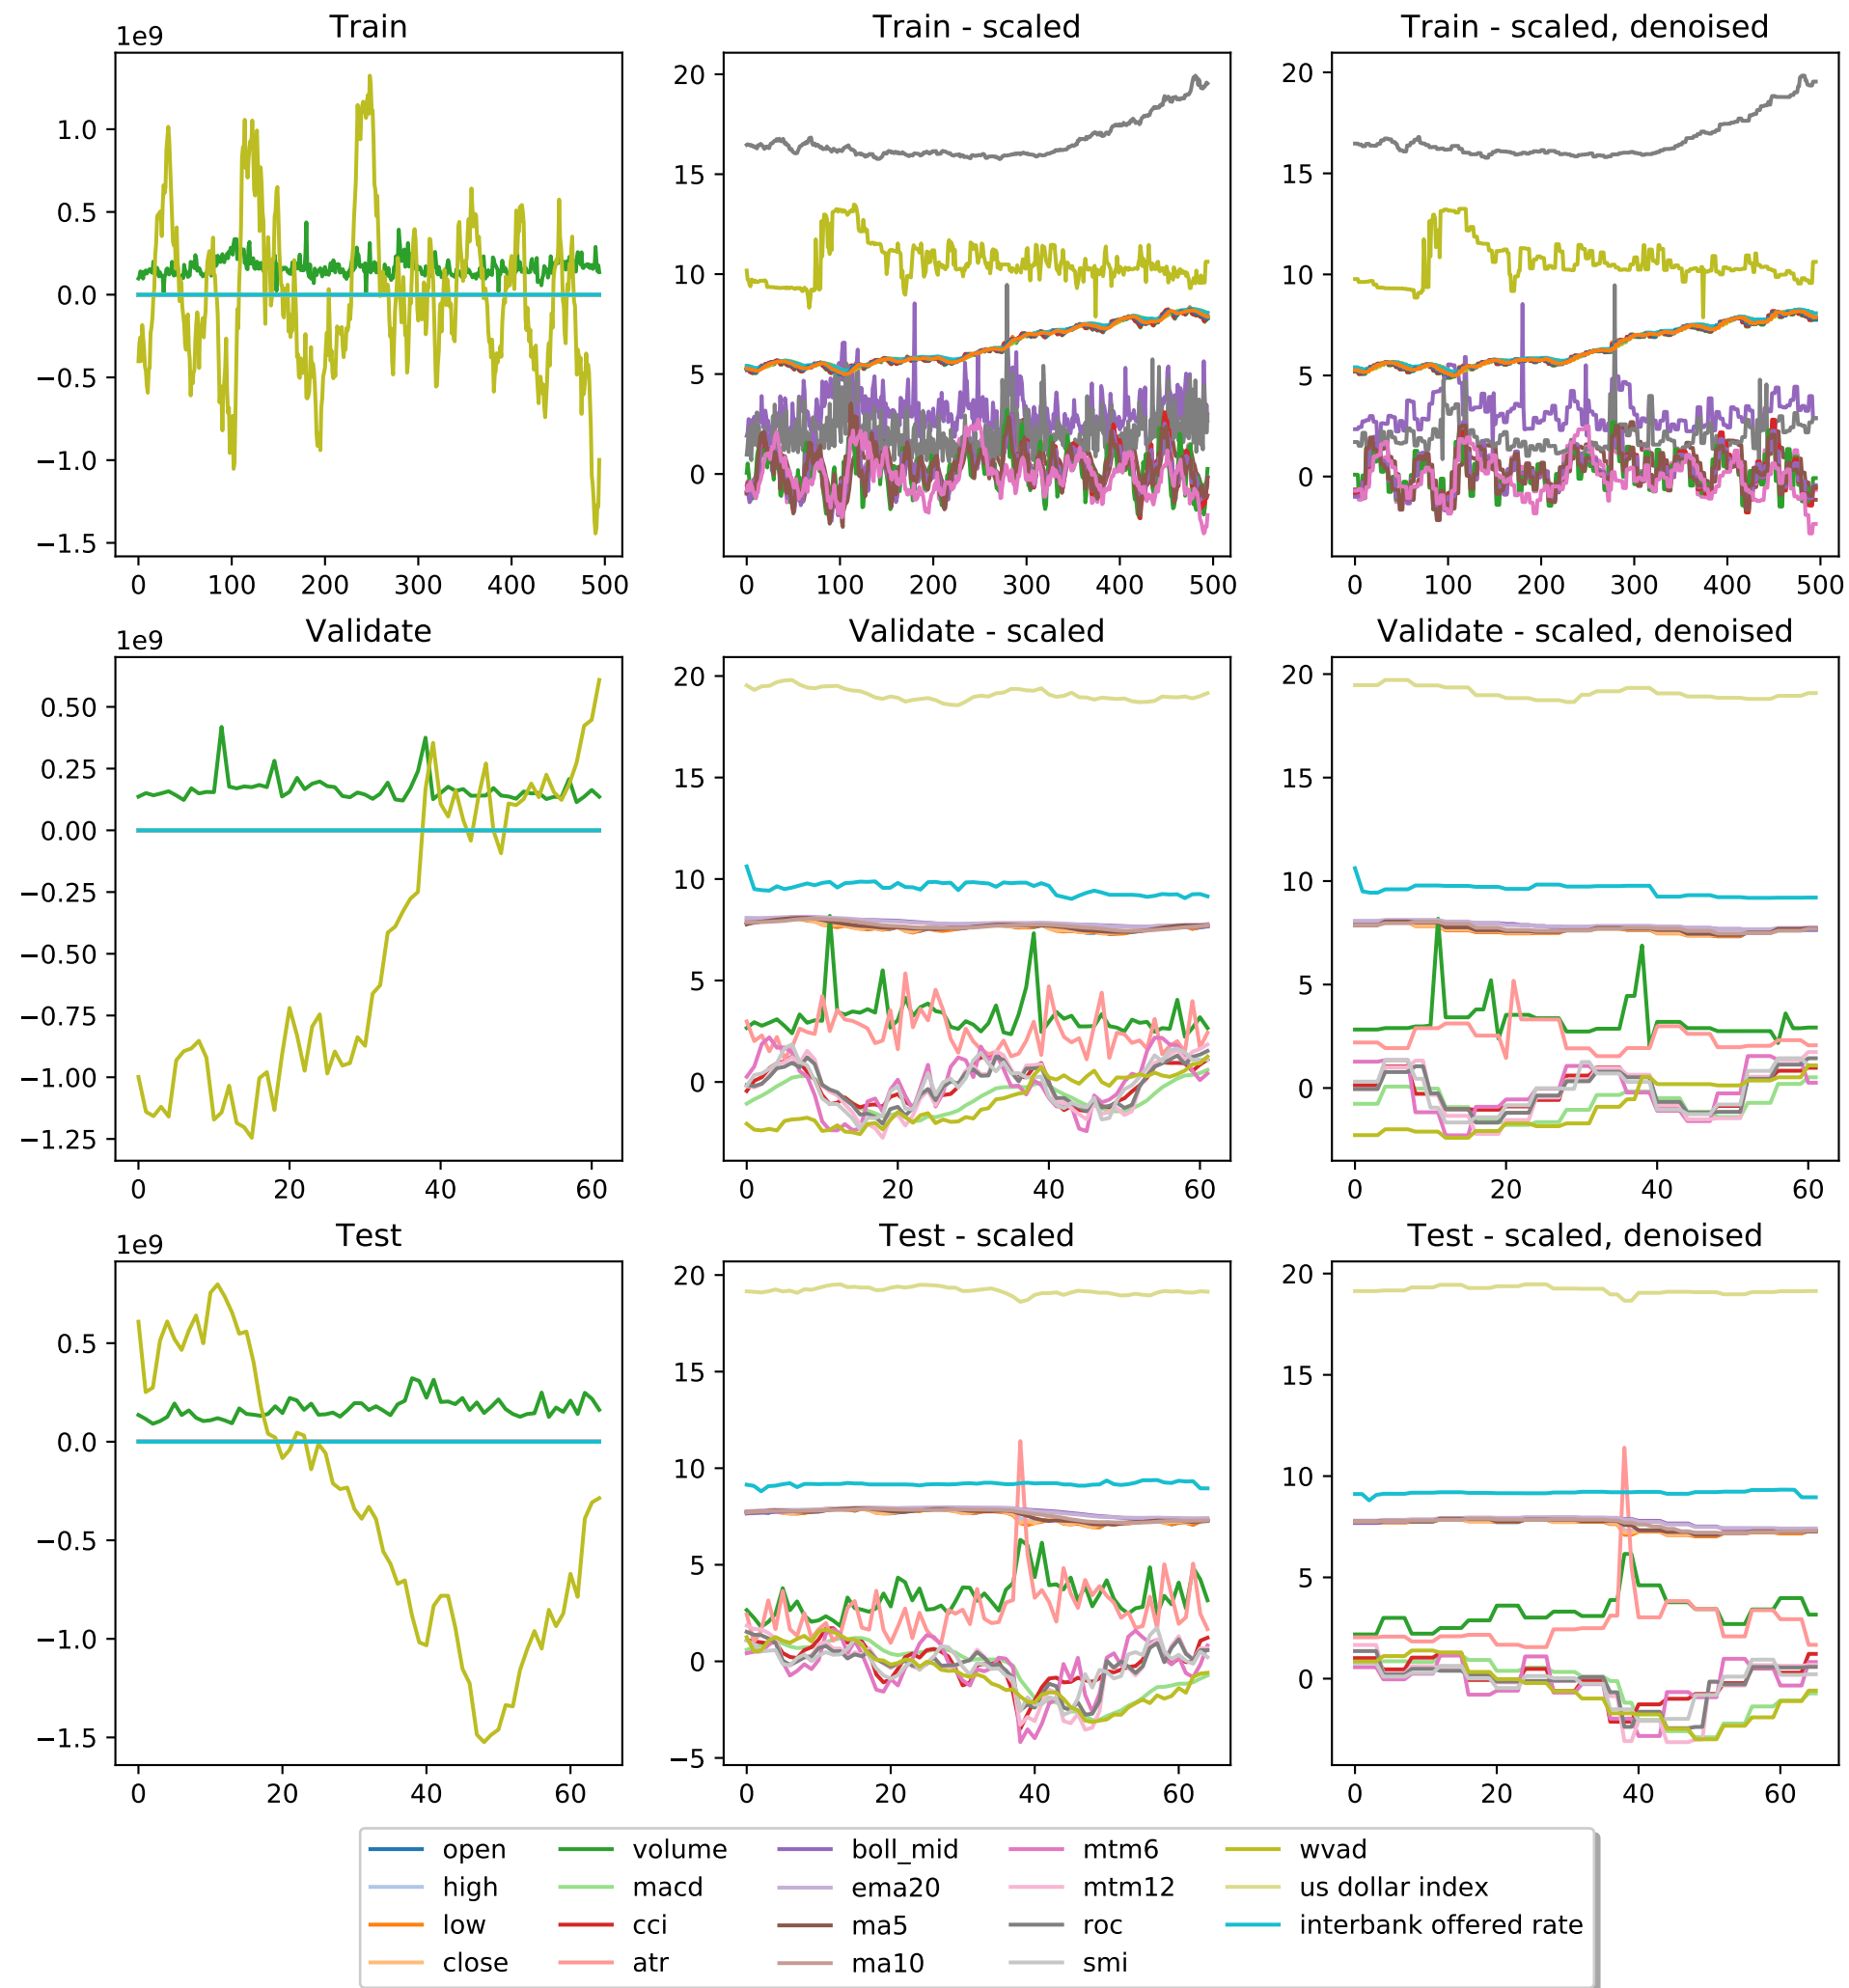 Train
Train - scaled
Train - scaled, denoised
1e9
1.0
0.5
0.0
−0.5
−1.0
−1.5
0 100 200 300 400 500
20
15
10
5
0
0 100 200 300 400 500
20
15
10
5
0
0 100 200 300 400 500
Validate
Validate - scaled
Validate - scaled, denoised
1e9
0.50
0.25
0.00
−0.25
−0.50
−0.75
−1.00
−1.25
0 20 40 60
20
15
10
5
0
0 20 40 60
20
15
10
5
0
0 20 40 60
Test
Test - scaled
Test - scaled, denoised
1e9
0.5
0.0
−0.5
−1.0
−1.5
0 20 40 60
20
15
10
5
0
−5
0 20 40 60
20
15
10
5
0
0 20 40 60
open volume boll_mid mtm6 wvad
high macd ema20 mtm12 us dollar index
low cci ma5 roc interbank offered rate
close atr ma10 smi